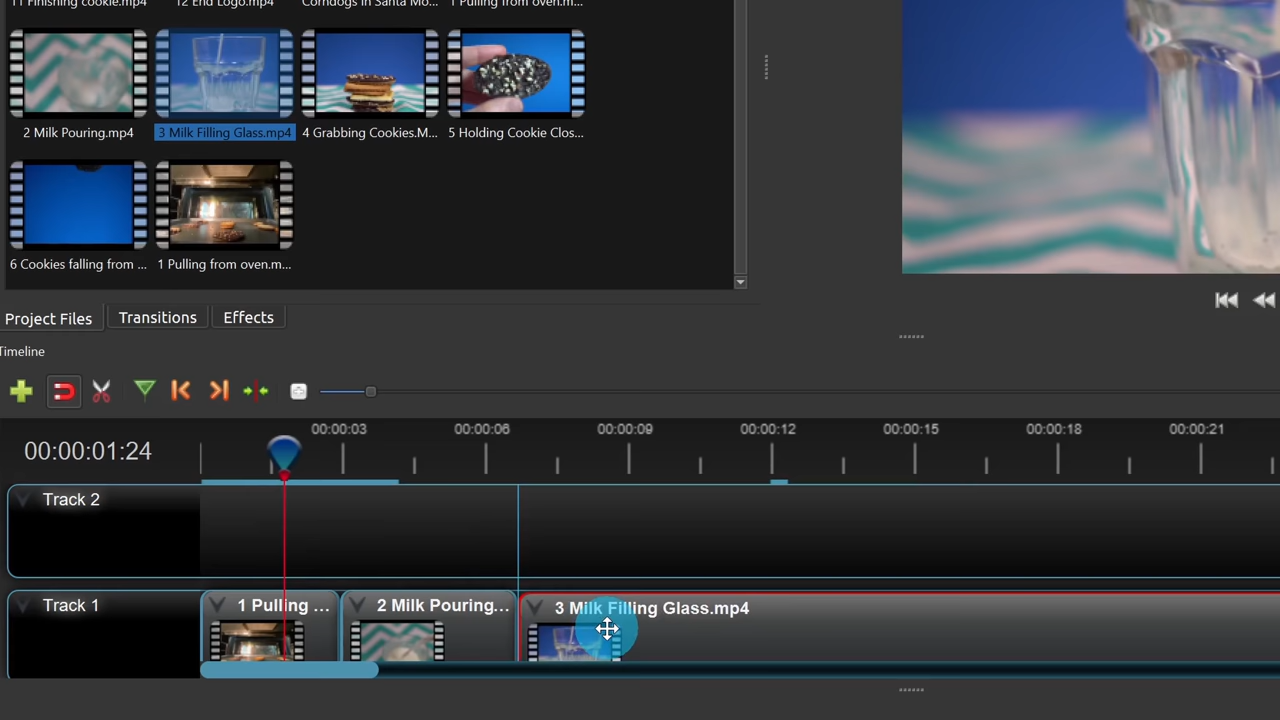 11 Finishing cookie.mp4
12 End Logo.mp4
Corndogs in Santa Mo...
1 Pulling from oven.m...
2 Milk Pouring.mp4
3 Milk Filling Glass.mp4
4 Grabbing Cookies.M...
5 Holding Cookie Clos...
6 Cookies falling from ...
1 Pulling from oven.m...
Project Files
Transitions
Effects
Timeline
00:00:01:24
00:00:03
00:00:06
00:00:09
00:00:12
00:00:15
00:00:18
00:00:21
Track 2
Track 1
1 Pulling ...
2 Milk Pouring...
3 Milk Filling Glass.mp4